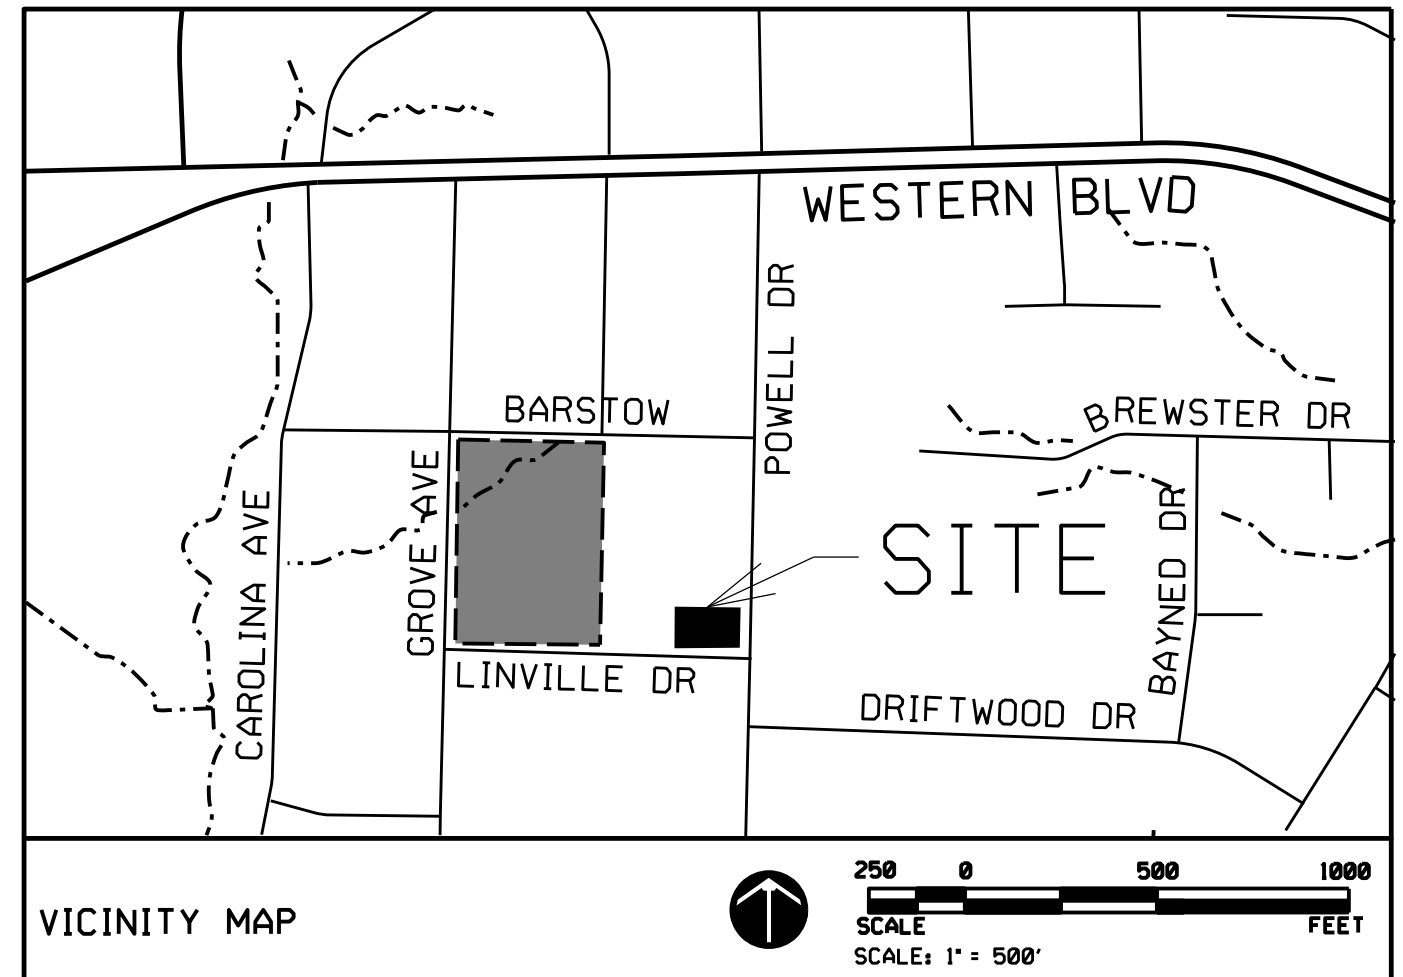 WESTERN BLVD
POWELL DR
BARSTOW
BREWSTER DR
GROVE AVE
CAROLINA AVE
SITE
BAYNED DR
LINVILLE DR
DRIFTWOOD DR
250 0 500 1000
SCALE FEET
SCALE: 1" = 500'
VICINITY MAP